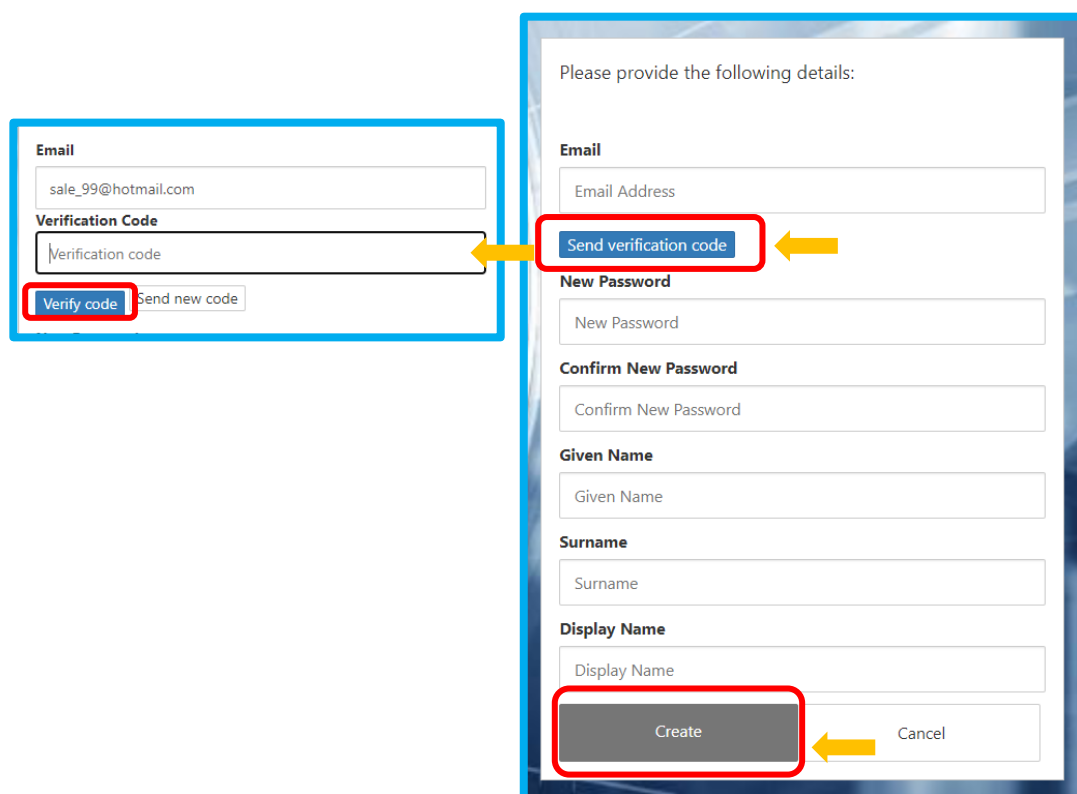 Email
sale_99@hotmail.com
Verification Code
Verification code
Verify code
Send new code
Please provide the following details:
Email
Email Address
Send verification code
New Password
New Password
Confirm New Password
Confirm New Password
Given Name
Given Name
Surname
Surname
Display Name
Display Name
Create
Cancel